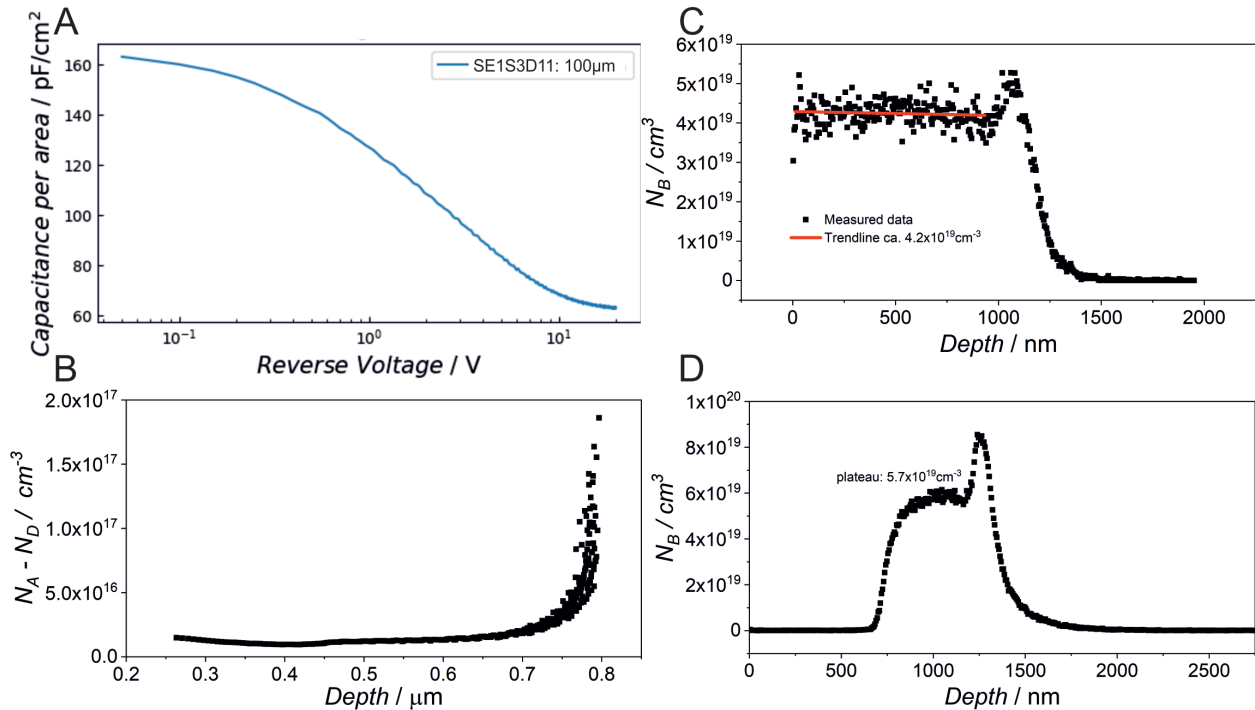 A
Capacitance per area / pF/cm²
160
140
120
100
80
60
SE1S3D11: 100µm
10⁻¹
10⁰
10¹
Reverse Voltage / V
B
N_A - N_D / cm⁻³
2.0x10¹⁷
1.5x10¹⁷
1.0x10¹⁷
5.0x10¹⁶
0.0
0.2 0.3 0.4 0.5 0.6 0.7 0.8
Depth / μm
C
N_B / cm³
6x10¹⁹
5x10¹⁹
4x10¹⁹
3x10¹⁹
2x10¹⁹
1x10¹⁹
0
Measured data
Trendline ca. 4.2x10¹⁹cm⁻³
0 500 1000 1500 2000
Depth / nm
D
N_B / cm³
1x10²⁰
8x10¹⁹
6x10¹⁹
4x10¹⁹
2x10¹⁹
0
plateau: 5.7x10¹⁹cm⁻³
0 500 1000 1500 2000 2500
Depth / nm